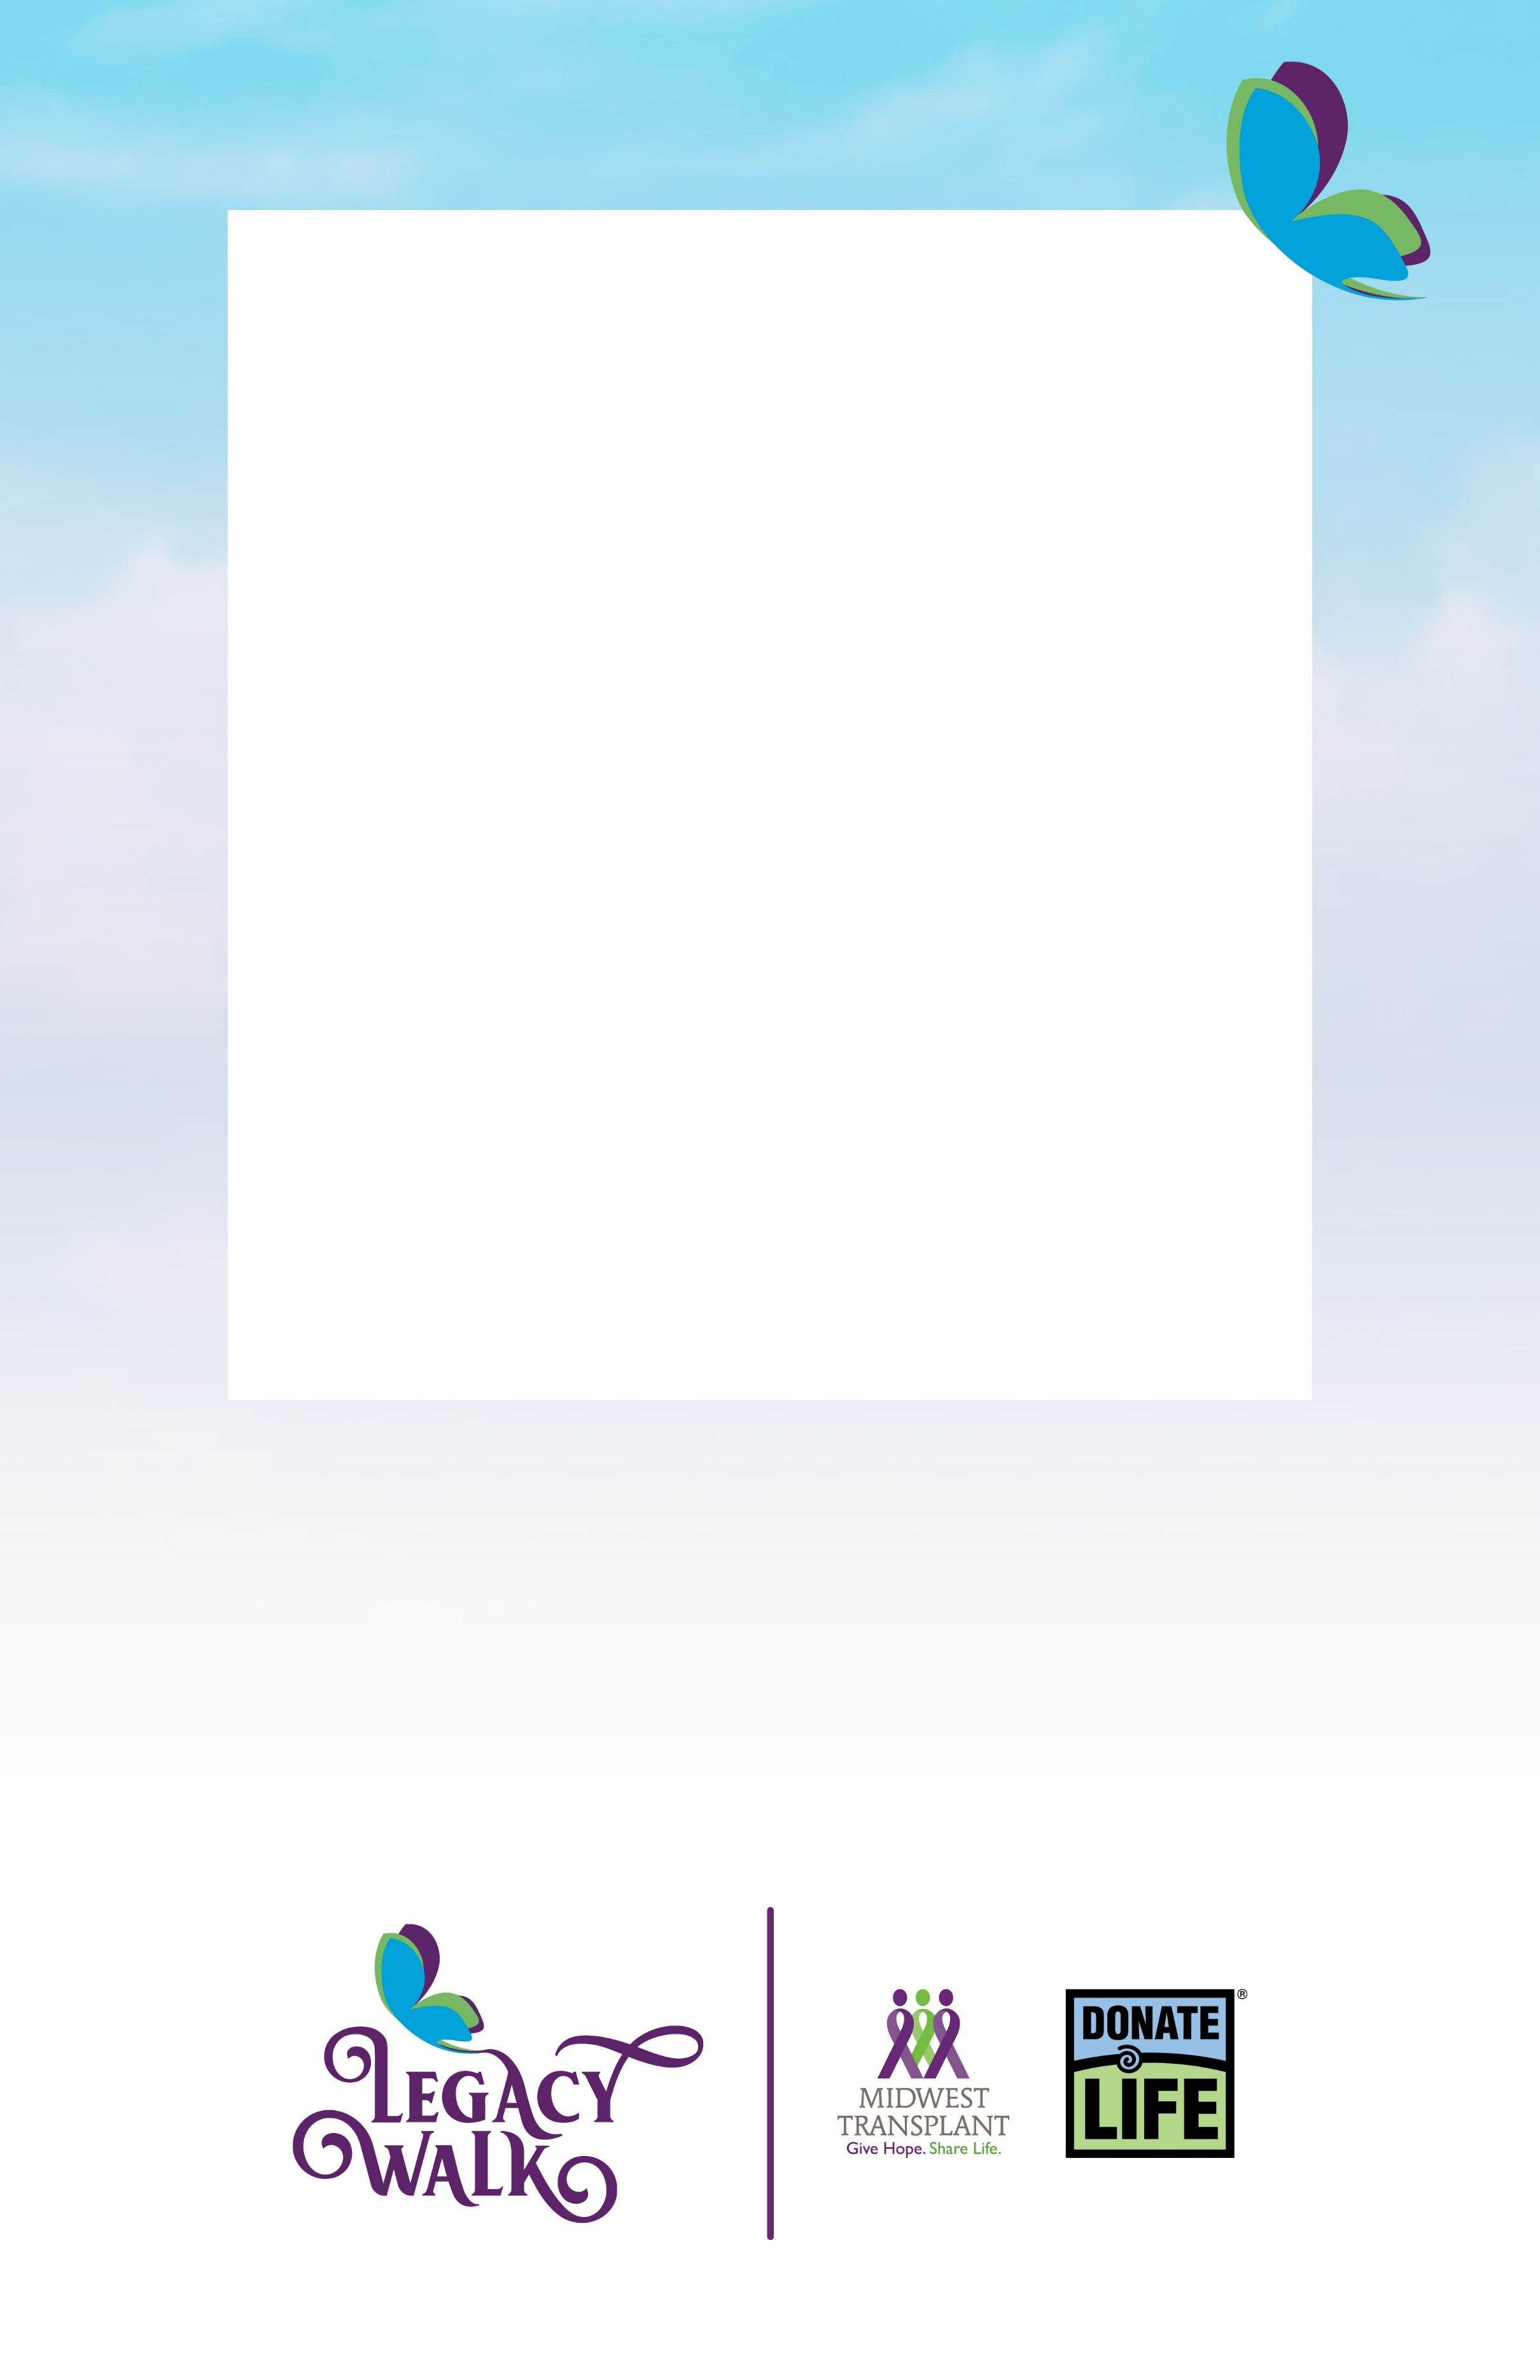 LEGACY
WALK
MIDWEST
TRANSPLANT
Give Hope. Share Life.
DONATE
LIFE
®